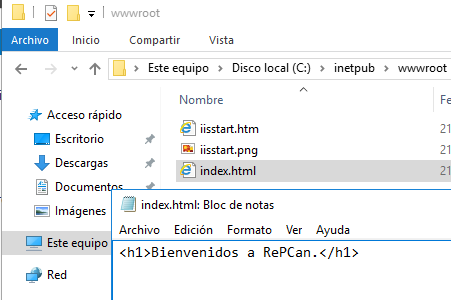 wwwroot
Archivo Inicio Compartir Vista
Este equipo Disco local (C:) inetpub wwwroot
Nombre
Acceso rápido
iisstart.htm 21
Escritorio
iisstart.png 21
Descargas
index.html 21
Documentos
Imágenes
index.html: Bloc de notas
Archivo Edición Formato Ver Ayuda
Este equipo
<h1>Bienvenidos a RePCan.</h1>
Red